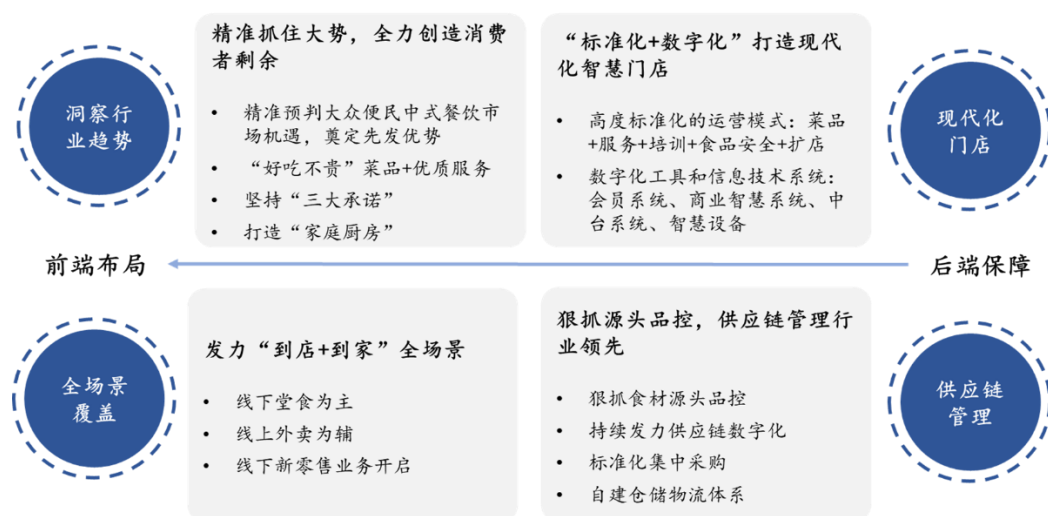 洞察行
业趋势
精准抓住大势，全力创造消费
者剩余
• 精准预判大众便民中式餐饮市
场机遇，奠定先发优势
• “好吃不贵”菜品+优质服务
• 坚持“三大承诺”
• 打造“家庭厨房”
“标准化+数字化”打造现代
化智慧门店
• 高度标准化的运营模式：菜品
+服务+培训+食品安全+扩店
• 数字化工具和信息技术系统：
会员系统、商业智慧系统、中
台系统、智慧设备
现代化
门店
前端布局
后端保障
全场景
覆盖
发力“到店+到家”全场景
• 线下堂食为主
• 线上外卖为辅
• 线下新零售业务开启
狠抓源头品控，供应链管理行
业领先
• 狠抓食材源头品控
• 持续发力供应链数字化
• 标准化集中采购
• 自建仓储物流体系
供应链
管理